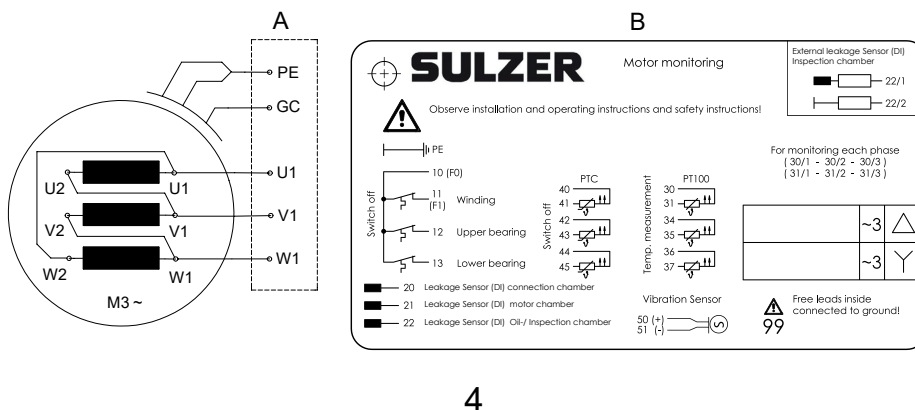 A
PE
GC
U1
V1
W1
U2
U1
V2
V1
W2
W1
M3 ~
B
SULZER
Motor monitoring
External leakage Sensor (DI)
Inspection chamber
22/1
22/2
Observe installation and operating instructions and safety instructions!
PE
For monitoring each phase
( 30/1 - 30/2 - 30/3 )
( 31/1 - 31/2 - 31/3 )
Switch off
10 (F0)
11 Winding
(F1)
12 Upper bearing
13 Lower bearing
PTC
Switch off
40
41
42
43
44
45
PT100
Temp. measurement
30
31
34
35
36
37
~3
~3
20 Leakage Sensor (DI) connection chamber
21 Leakage Sensor (DI) motor chamber
22 Leakage Sensor (DI) Oil-/ Inspection chamber
Vibration Sensor
50 (+)
51 (-)
S
Free leads inside
connected to ground!
99
4